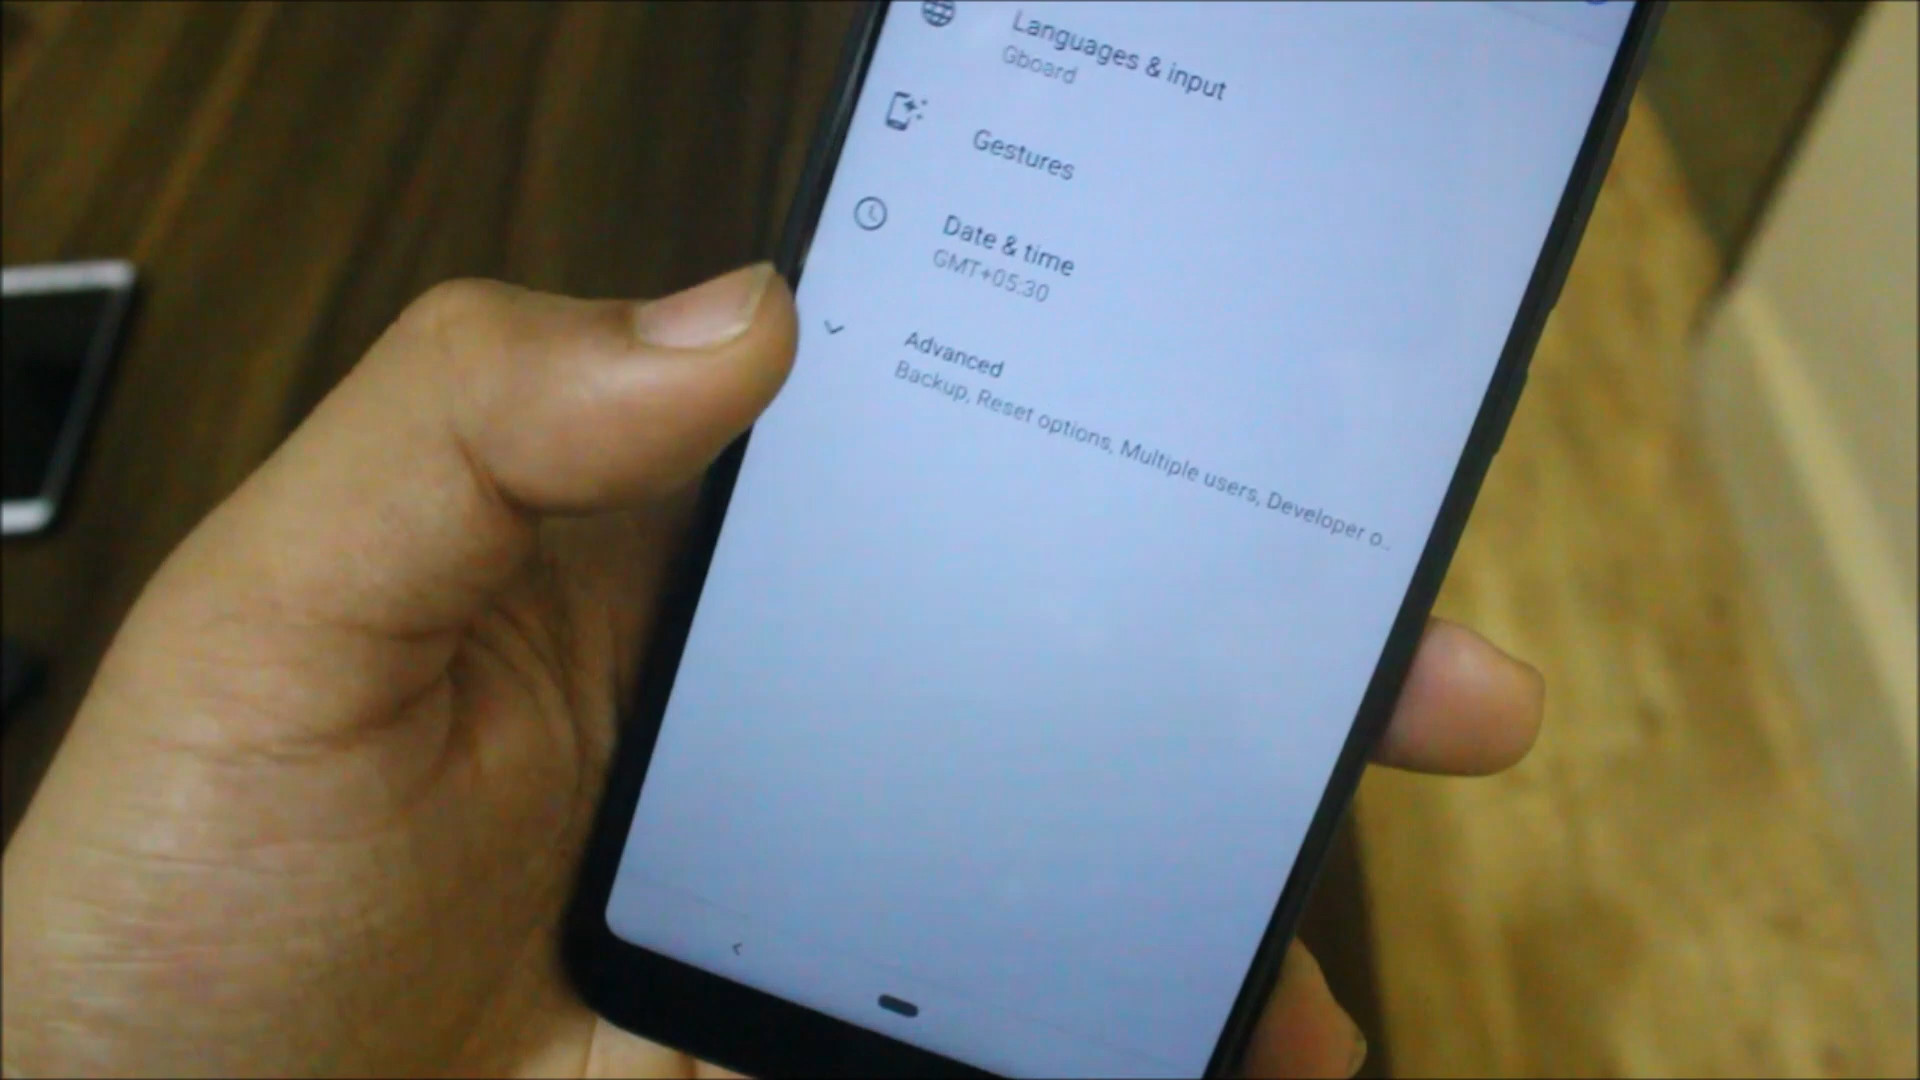 Languages & input
Gboard
Gestures
Date & time
GMT+05:30
Advanced
Backup, Reset options, Multiple users, Developer o..